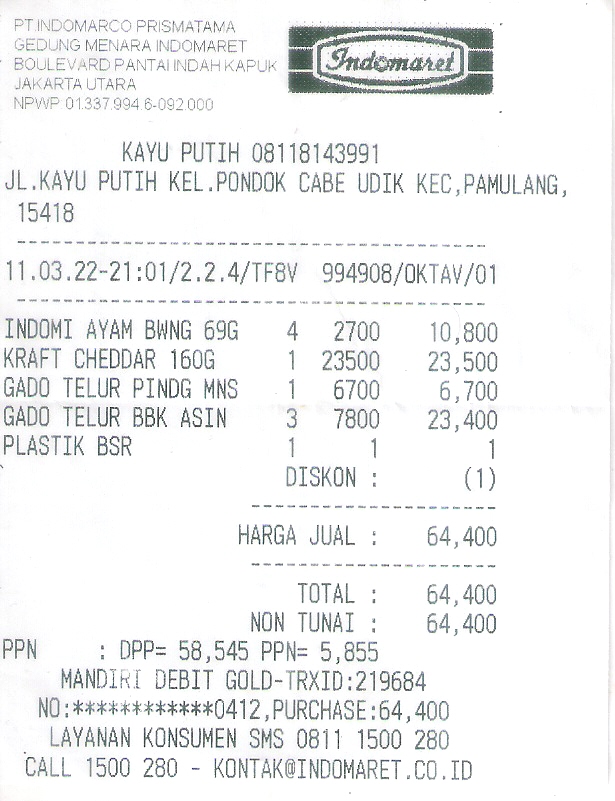 PT.INDOMARCO PRISMATAMA
GEDUNG MENARA INDOMARET
BOULEVARD PANTAI INDAH KAPUK
JAKARTA UTARA
NPWP 01.337.994.6-092.000
Indomaret
KAYU PUTIH 08118143991
JL.KAYU PUTIH KEL.PONDOK CABE UDIK KEC,PAMULANG,
15418
11.03.22-21:01/2.2.4/TF8V 994908/OKTAV/01
INDOMI AYAM BWNG 69G 4 2700 10,800
KRAFT CHEDDAR 160G 1 23500 23,500
GADO TELUR PINDG MNS 1 6700 6,700
GADO TELUR BBK ASIN 3 7800 23,400
PLASTIK BSR 1 1 1
DISKON : (1)
HARGA JUAL : 64,400
TOTAL : 64,400
NON TUNAI : 64,400
PPN : DPP= 58,545 PPN= 5,855
MANDIRI DEBIT GOLD-TRXID:219684
NO:************0412,PURCHASE:64,400
LAYANAN KONSUMEN SMS 0811 1500 280
CALL 1500 280 - KONTAK@INDOMARET.CO.ID